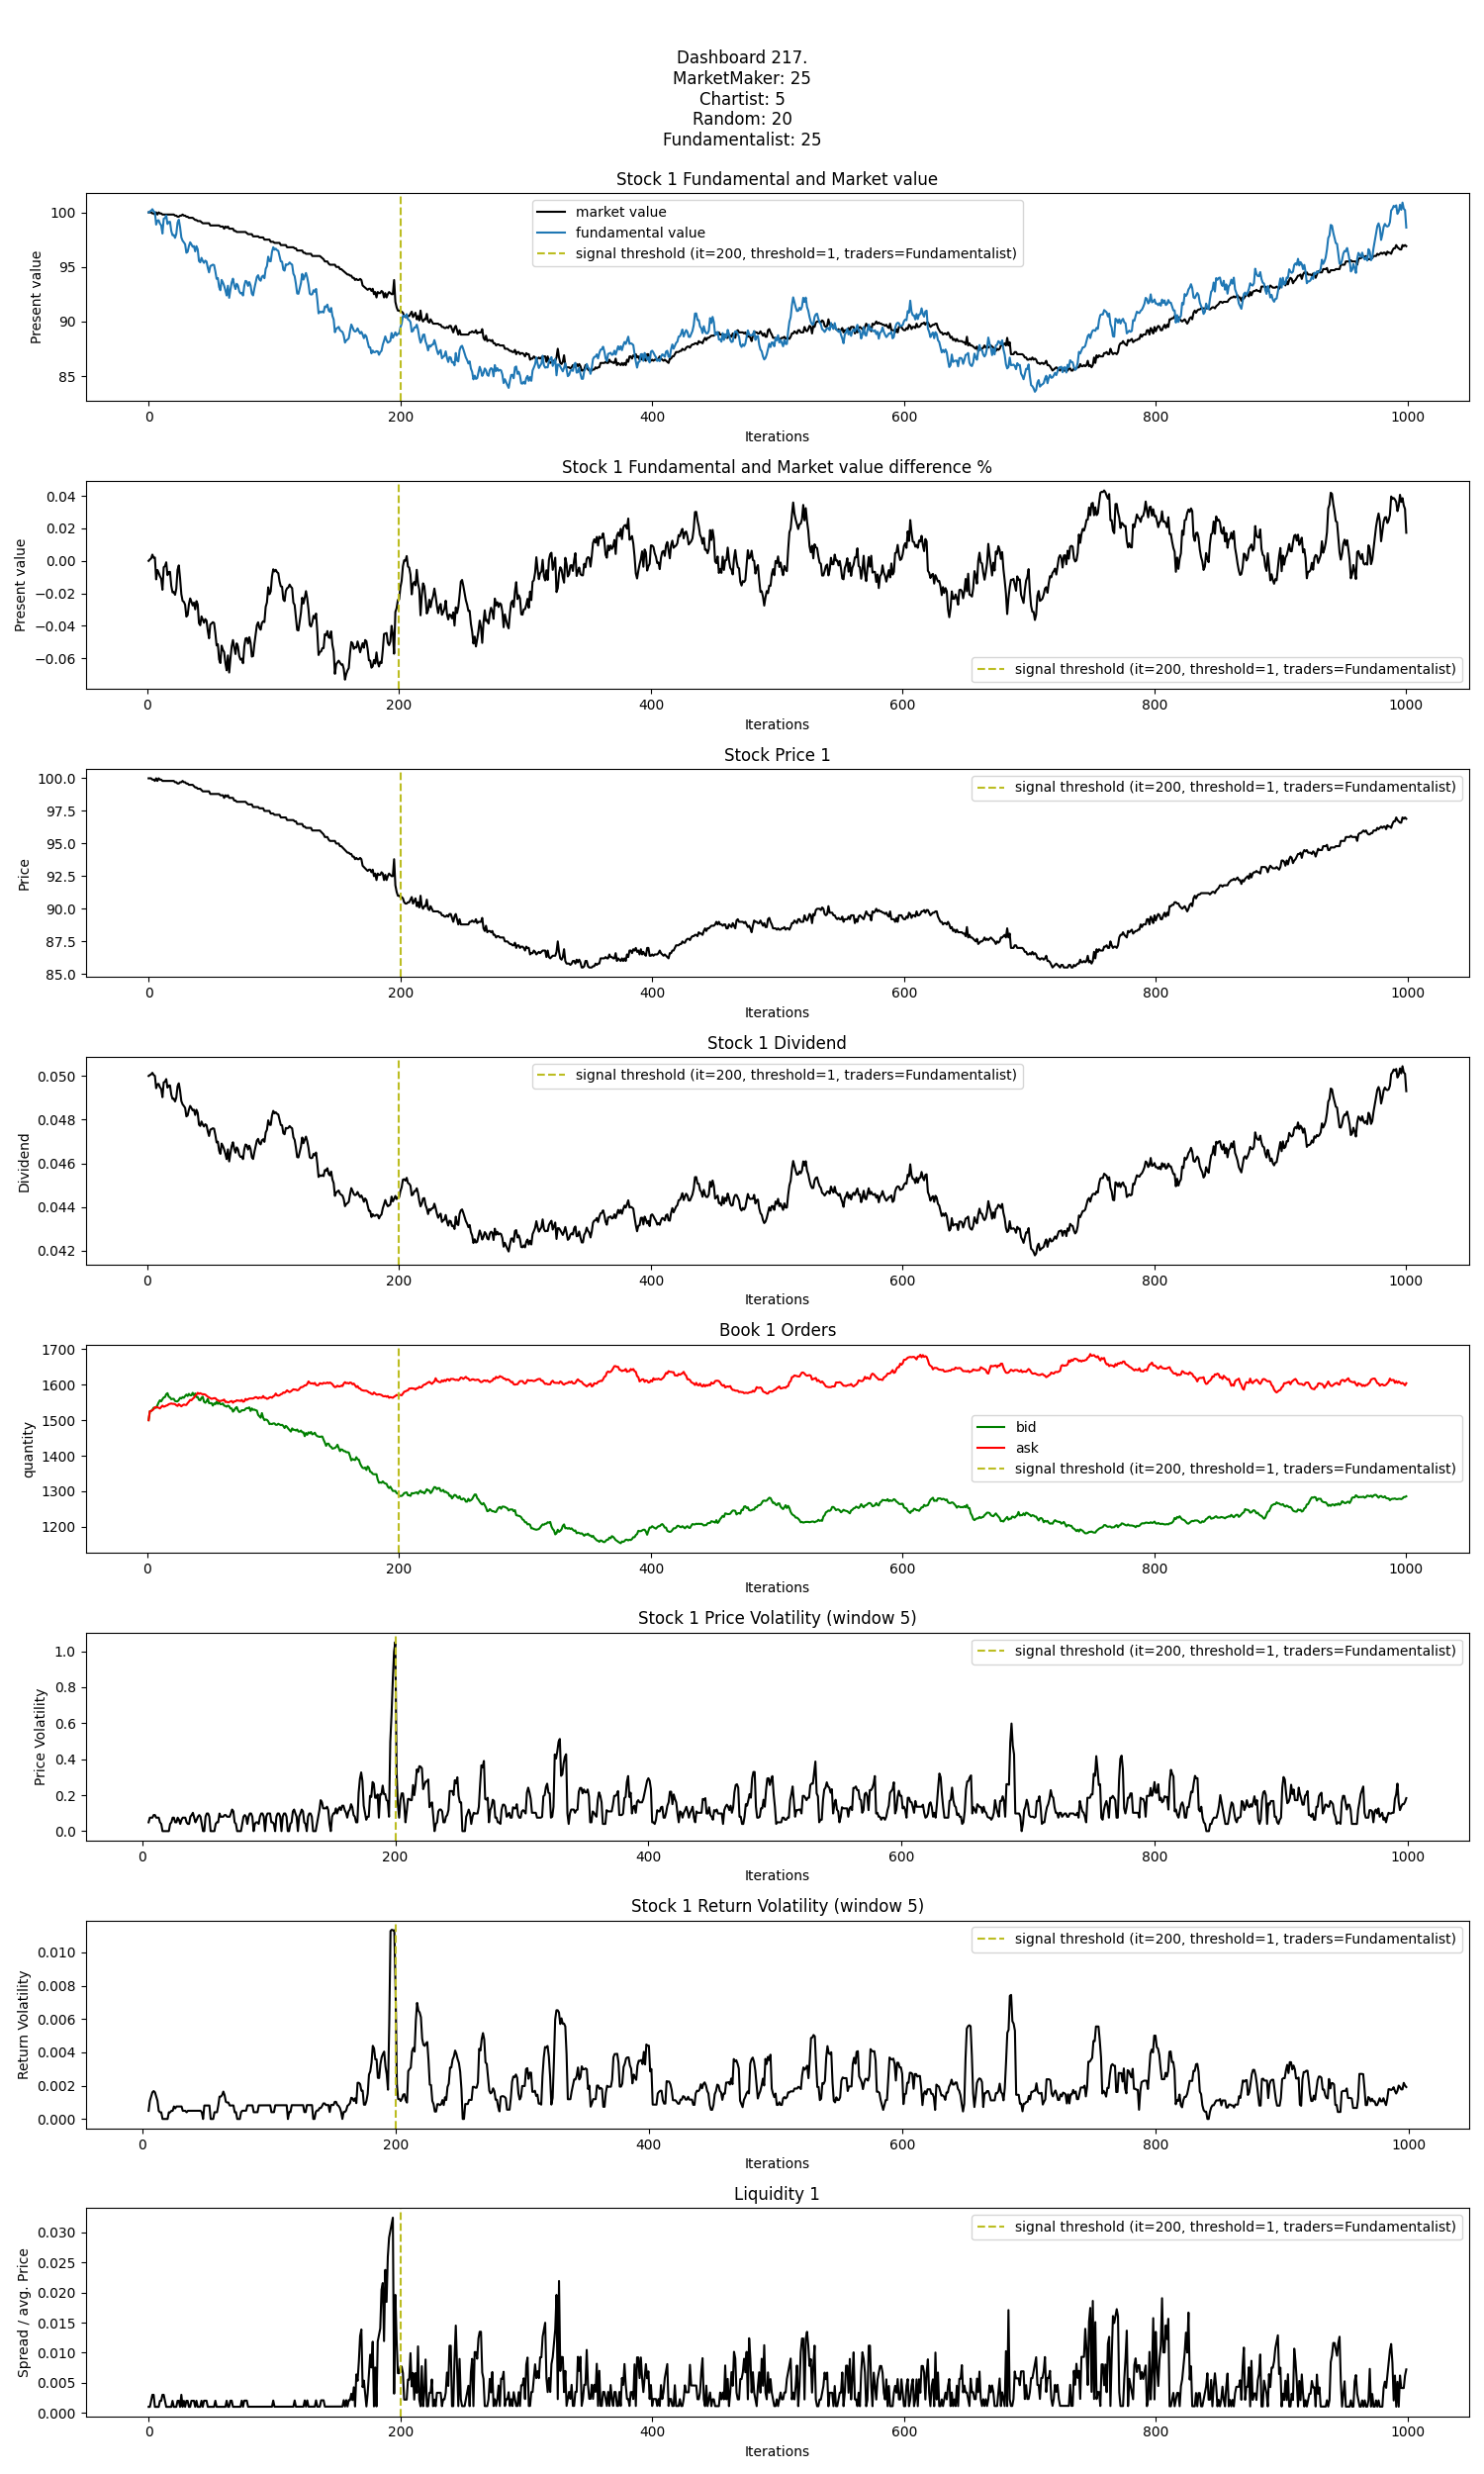 Dashboard 217.
MarketMaker: 25
Chartist: 5
Random: 20
Fundamentalist: 25
Stock 1 Fundamental and Market value
market value
fundamental value
signal threshold (it=200, threshold=1, traders=Fundamentalist)
Present value
100
95
90
85
0 200 400 600 800 1000
Iterations
Stock 1 Fundamental and Market value difference %
Present value
0.04
0.02
0.00
−0.02
−0.04
−0.06
signal threshold (it=200, threshold=1, traders=Fundamentalist)
0 200 400 600 800 1000
Iterations
Stock Price 1
signal threshold (it=200, threshold=1, traders=Fundamentalist)
Price
100.0
97.5
95.0
92.5
90.0
87.5
85.0
0 200 400 600 800 1000
Iterations
Stock 1 Dividend
signal threshold (it=200, threshold=1, traders=Fundamentalist)
Dividend
0.050
0.048
0.046
0.044
0.042
0 200 400 600 800 1000
Iterations
Book 1 Orders
quantity
1700
1600
1500
1400
1300
1200
bid
ask
signal threshold (it=200, threshold=1, traders=Fundamentalist)
0 200 400 600 800 1000
Iterations
Stock 1 Price Volatility (window 5)
signal threshold (it=200, threshold=1, traders=Fundamentalist)
Price Volatility
1.0
0.8
0.6
0.4
0.2
0.0
0 200 400 600 800 1000
Iterations
Stock 1 Return Volatility (window 5)
signal threshold (it=200, threshold=1, traders=Fundamentalist)
Return Volatility
0.010
0.008
0.006
0.004
0.002
0.000
0 200 400 600 800 1000
Iterations
Liquidity 1
signal threshold (it=200, threshold=1, traders=Fundamentalist)
Spread / avg. Price
0.030
0.025
0.020
0.015
0.010
0.005
0.000
0 200 400 600 800 1000
Iterations